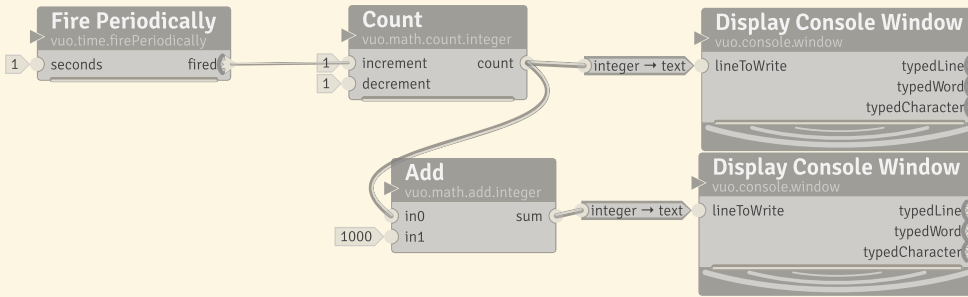 Fire Periodically
vuo.time.firePeriodically
1 seconds fired
Count
vuo.math.count.integer
1 increment count
1 decrement
integer → text
Display Console Window
vuo.console.window
lineToWrite typedLine
typedWord
typedCharacter
Add
vuo.math.add.integer
in0 sum
1000 in1
integer → text
Display Console Window
vuo.console.window
lineToWrite typedLine
typedWord
typedCharacter